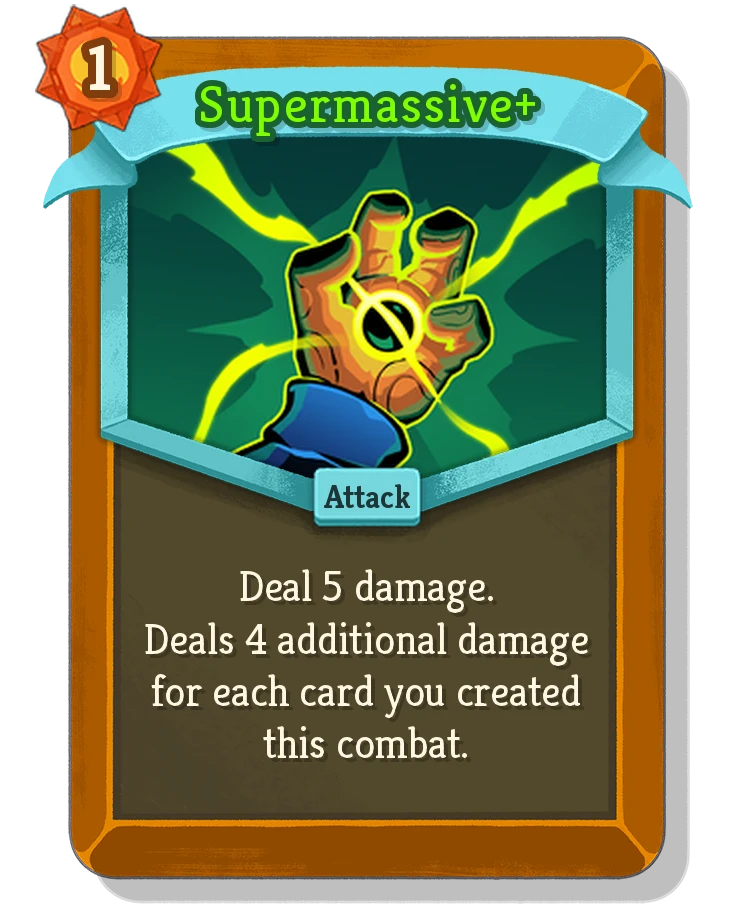 1
Supermassive+
Attack
Deal 5 damage.
Deals 4 additional damage
for each card you created
this combat.